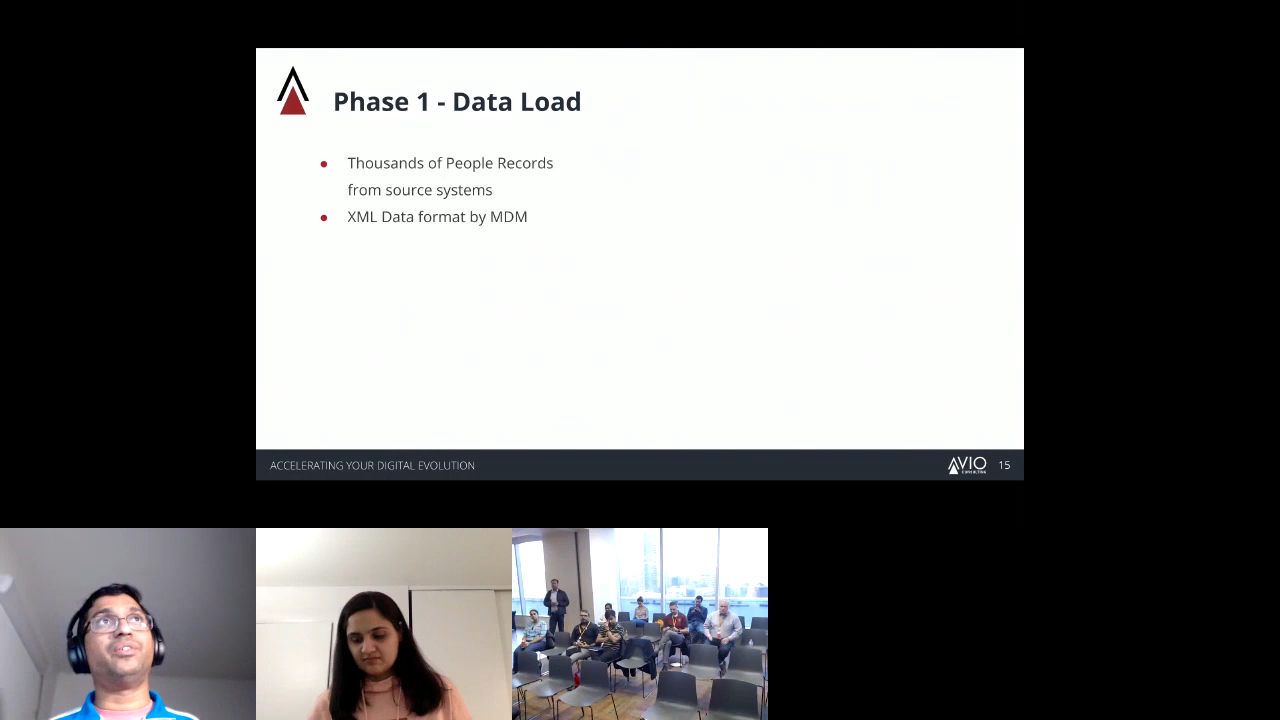 Phase 1 - Data Load
● Thousands of People Records
from source systems
● XML Data format by MDM
ACCELERATING YOUR DIGITAL EVOLUTION
AVIO
CONSULTING
15